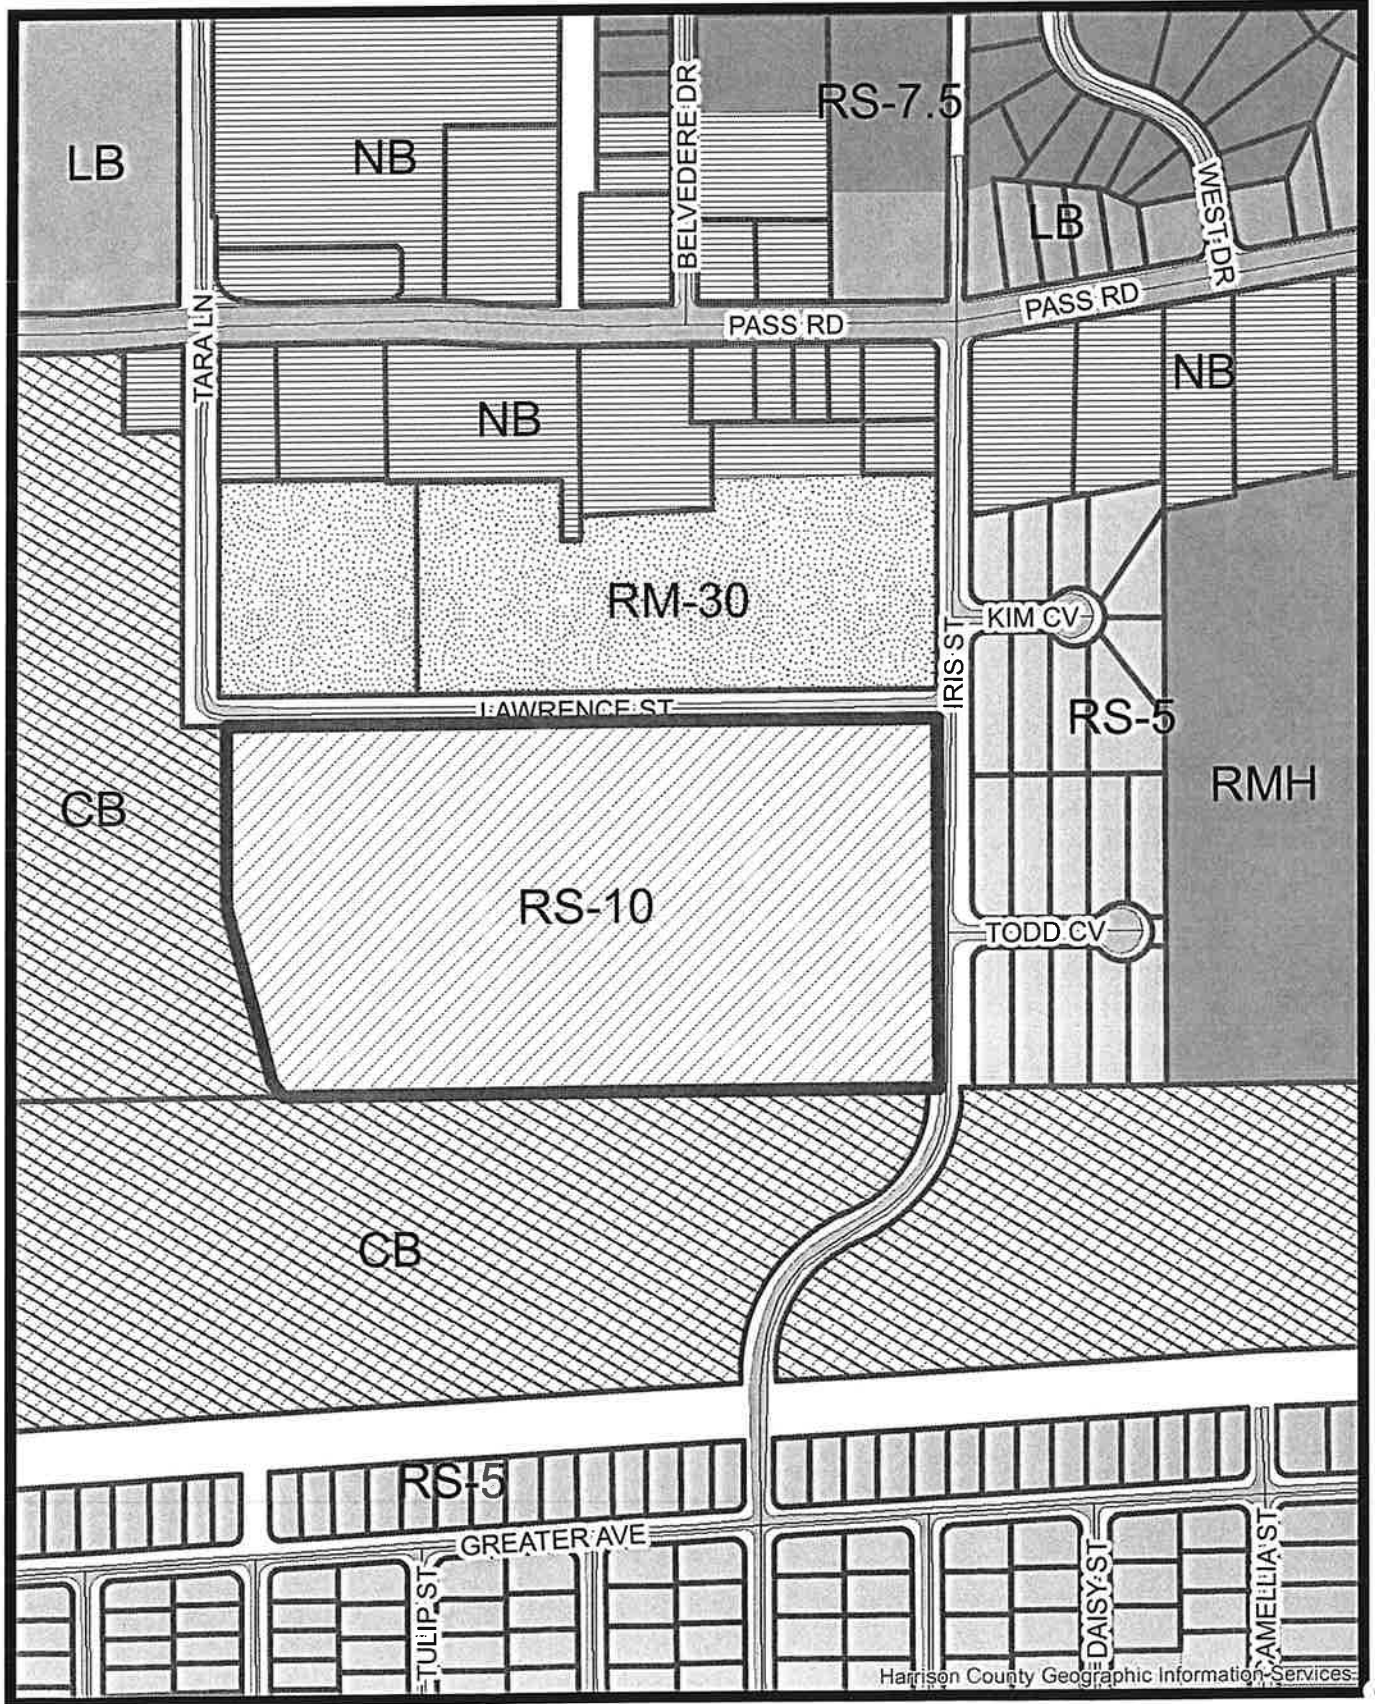 RS-7.5
LB
NB
BELVEDERE DR
WEST DR
LB
PASS RD
PASS RD
TARA LN
NB
NB
RM-30
KIM CV
IRIS ST
LAWRENCE ST
RS-5
RMH
CB
RS-10
TODD CV
CB
RS-5
GREATER AVE
TULIP ST
DAISY ST
CAMELLIA ST
Harrison County Geographic Information Services